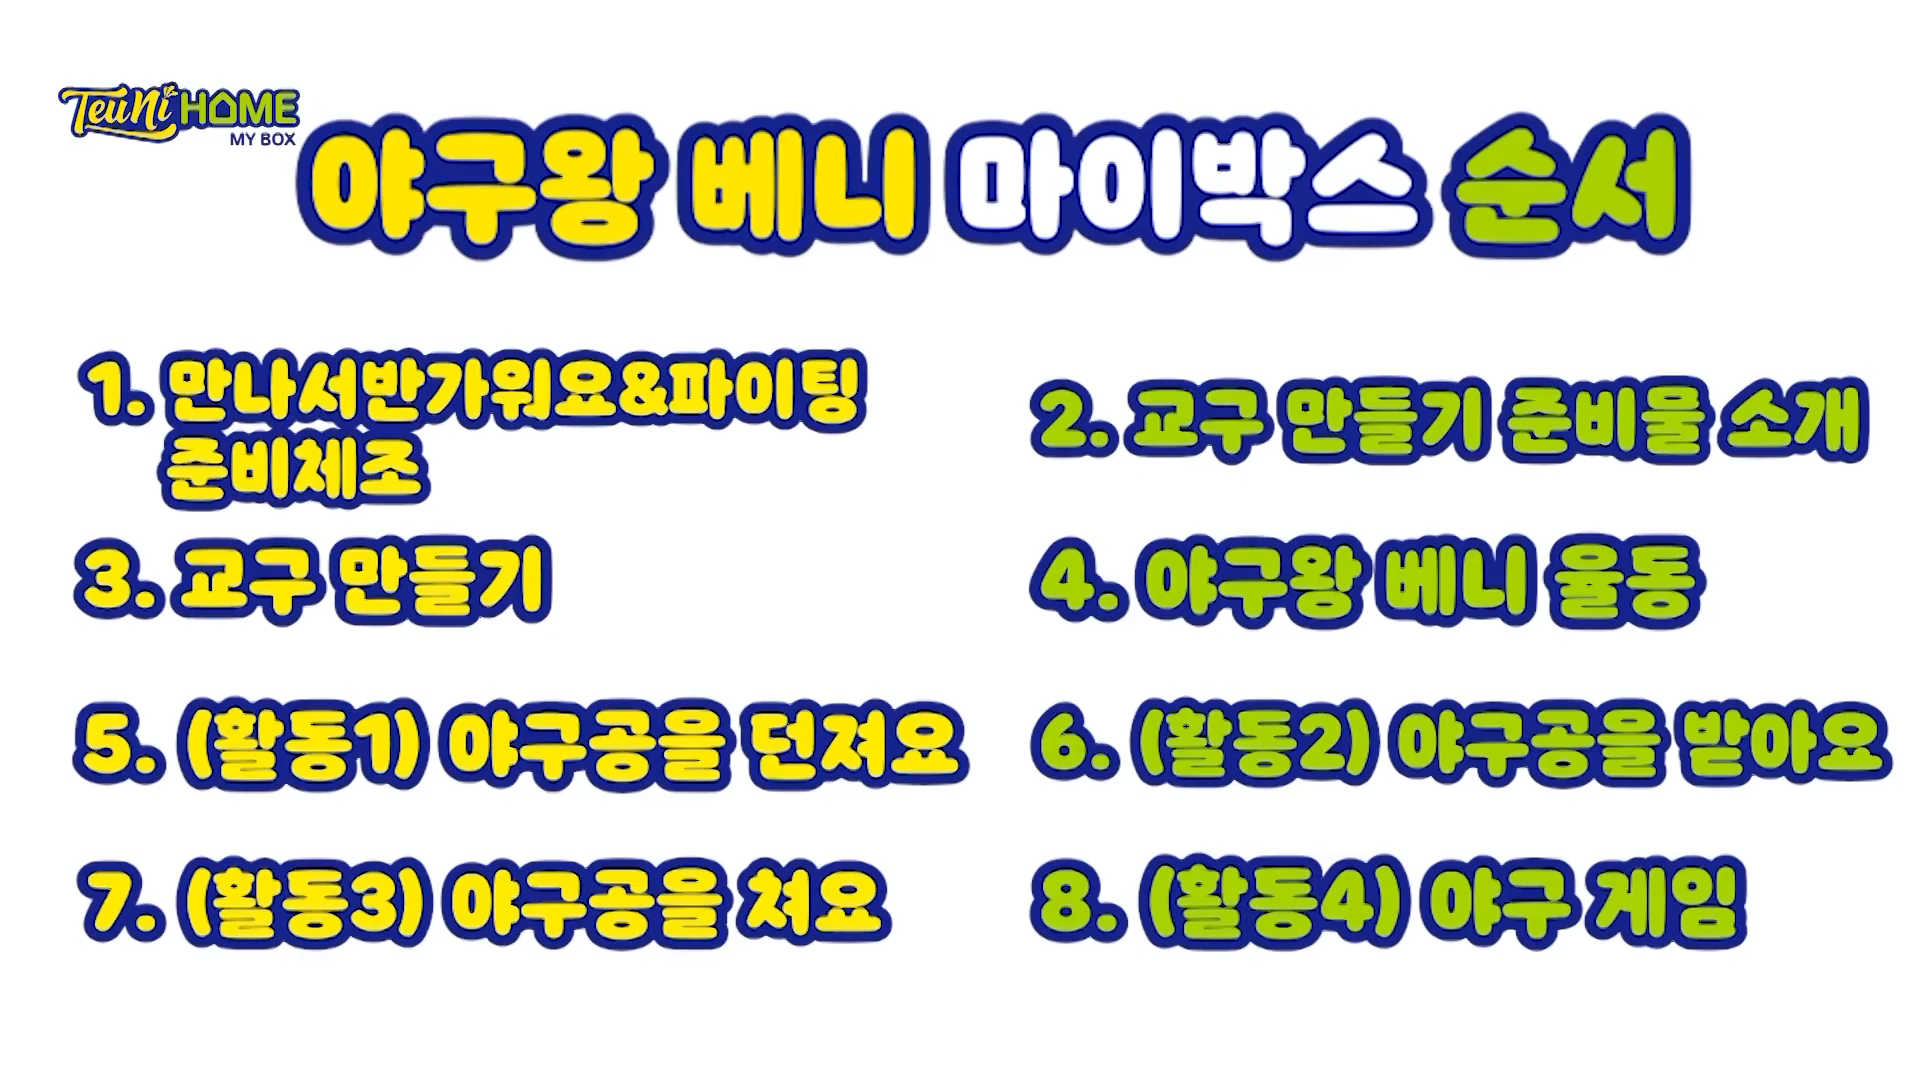 TeuNi HOME
MY BOX
야구왕 베니 마이박스 순서
1. 만나서반가워요&파이팅
준비체조
2. 교구 만들기 준비물 소개
3. 교구 만들기
4. 야구왕 베니 율동
5. (활동1) 야구공을 던져요
6. (활동2) 야구공을 받아요
7. (활동3) 야구공을 쳐요
8. (활동4) 야구 게임